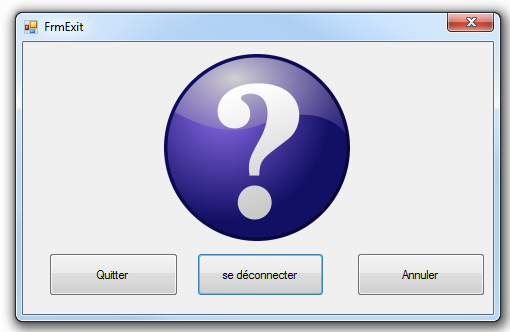 FrmExit
?
Quitter
se déconnecter
Annuler